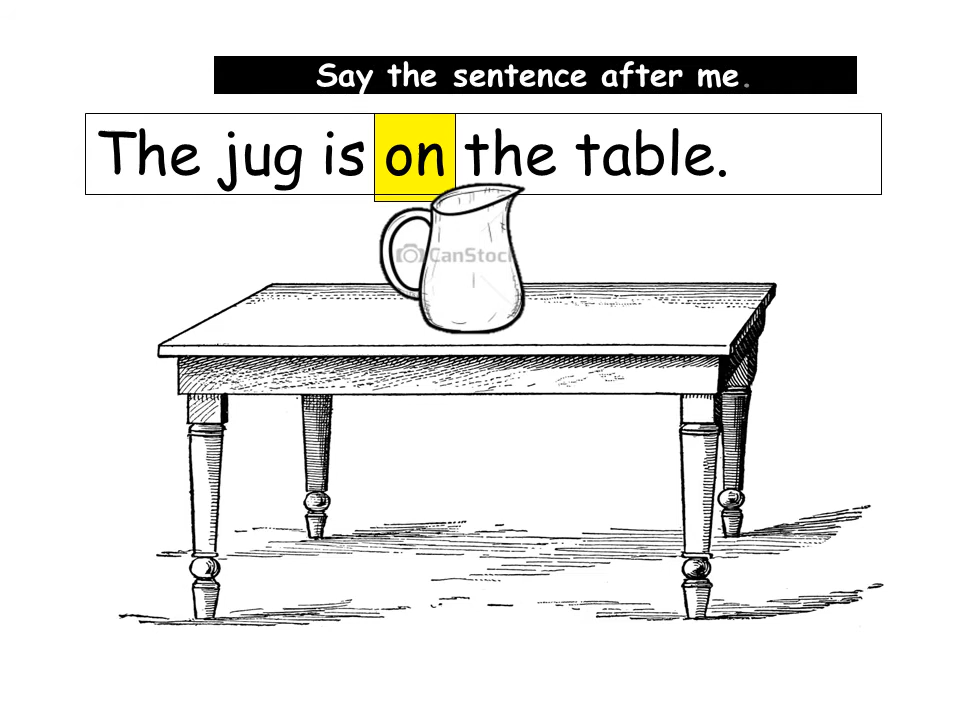 Say the sentence after me.
The jug is on the table.
CanStock